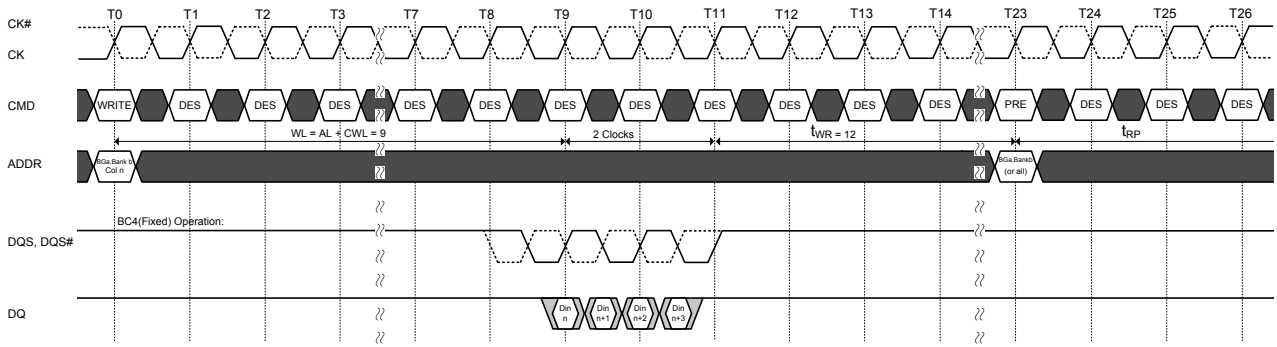 T0 T1 T2 T3 T7 T8 T9 T10 T11 T12 T13 T14 T23 T24 T25 T26
CK#
CK
CMD WRITE DES DES DES DES DES DES DES DES DES DES DES PRE DES DES DES
WL = AL + CWL = 9 2 Clocks tWR = 12 tRP
ADDR BGa,Bank b Col n BGa,Bankb (or all)
BC4(Fixed) Operation:
DQS, DQS#
DQ Din n Din n+1 Din n+2 Din n+3